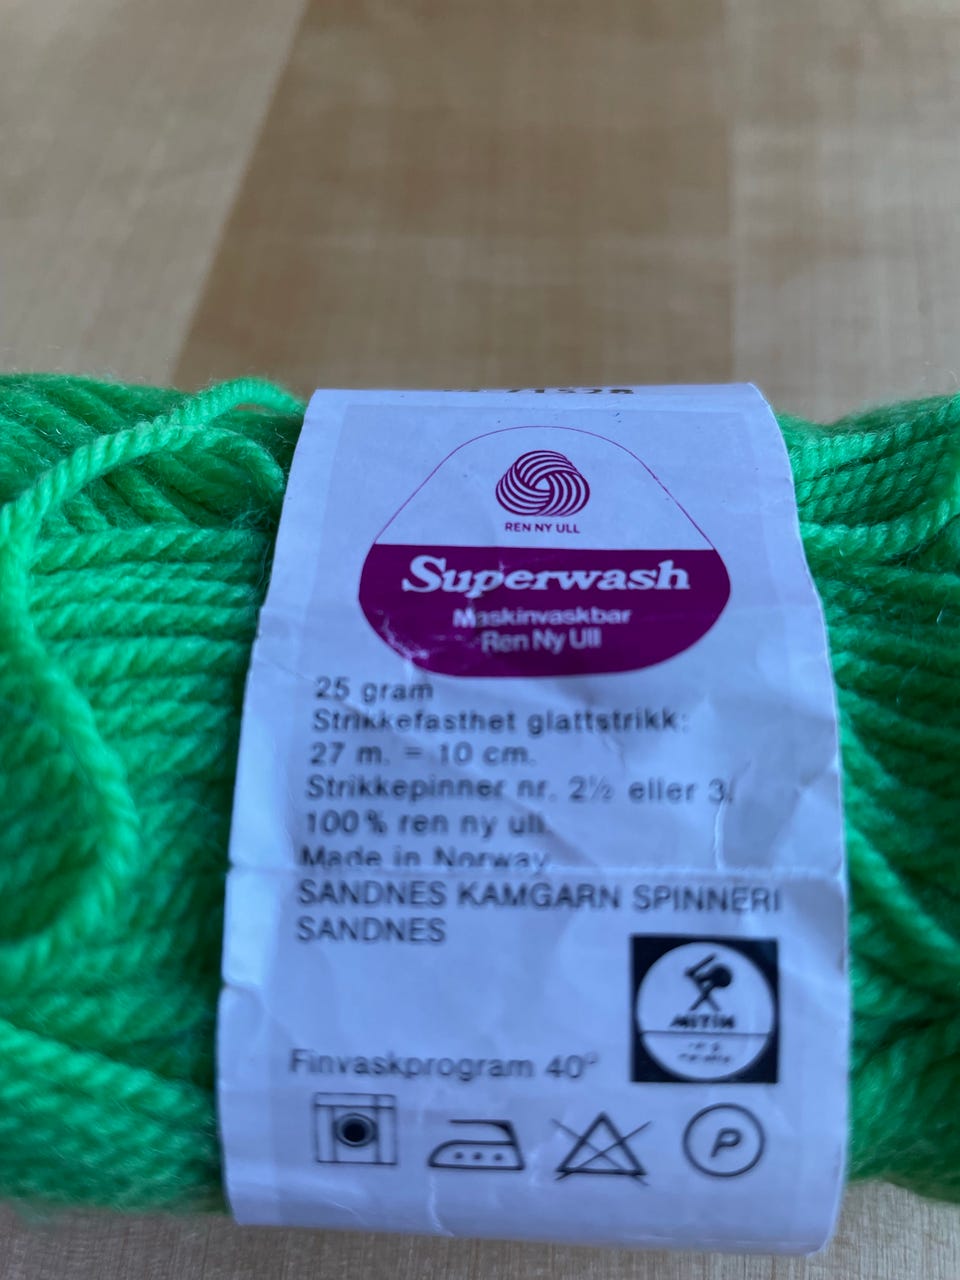 REN NY ULL
Superwash
Maskinvaskbar
Ren Ny Ull
25 gram
Strikkefasthet glattstrikk:
27 m. = 10 cm.
Strikkepinner nr. 2½ eller 3.
100% ren ny ull.
Made in Norway
SANDNES KAMGARN SPINNERI
SANDNES
MITIN
Finvaskprogram 40°
P